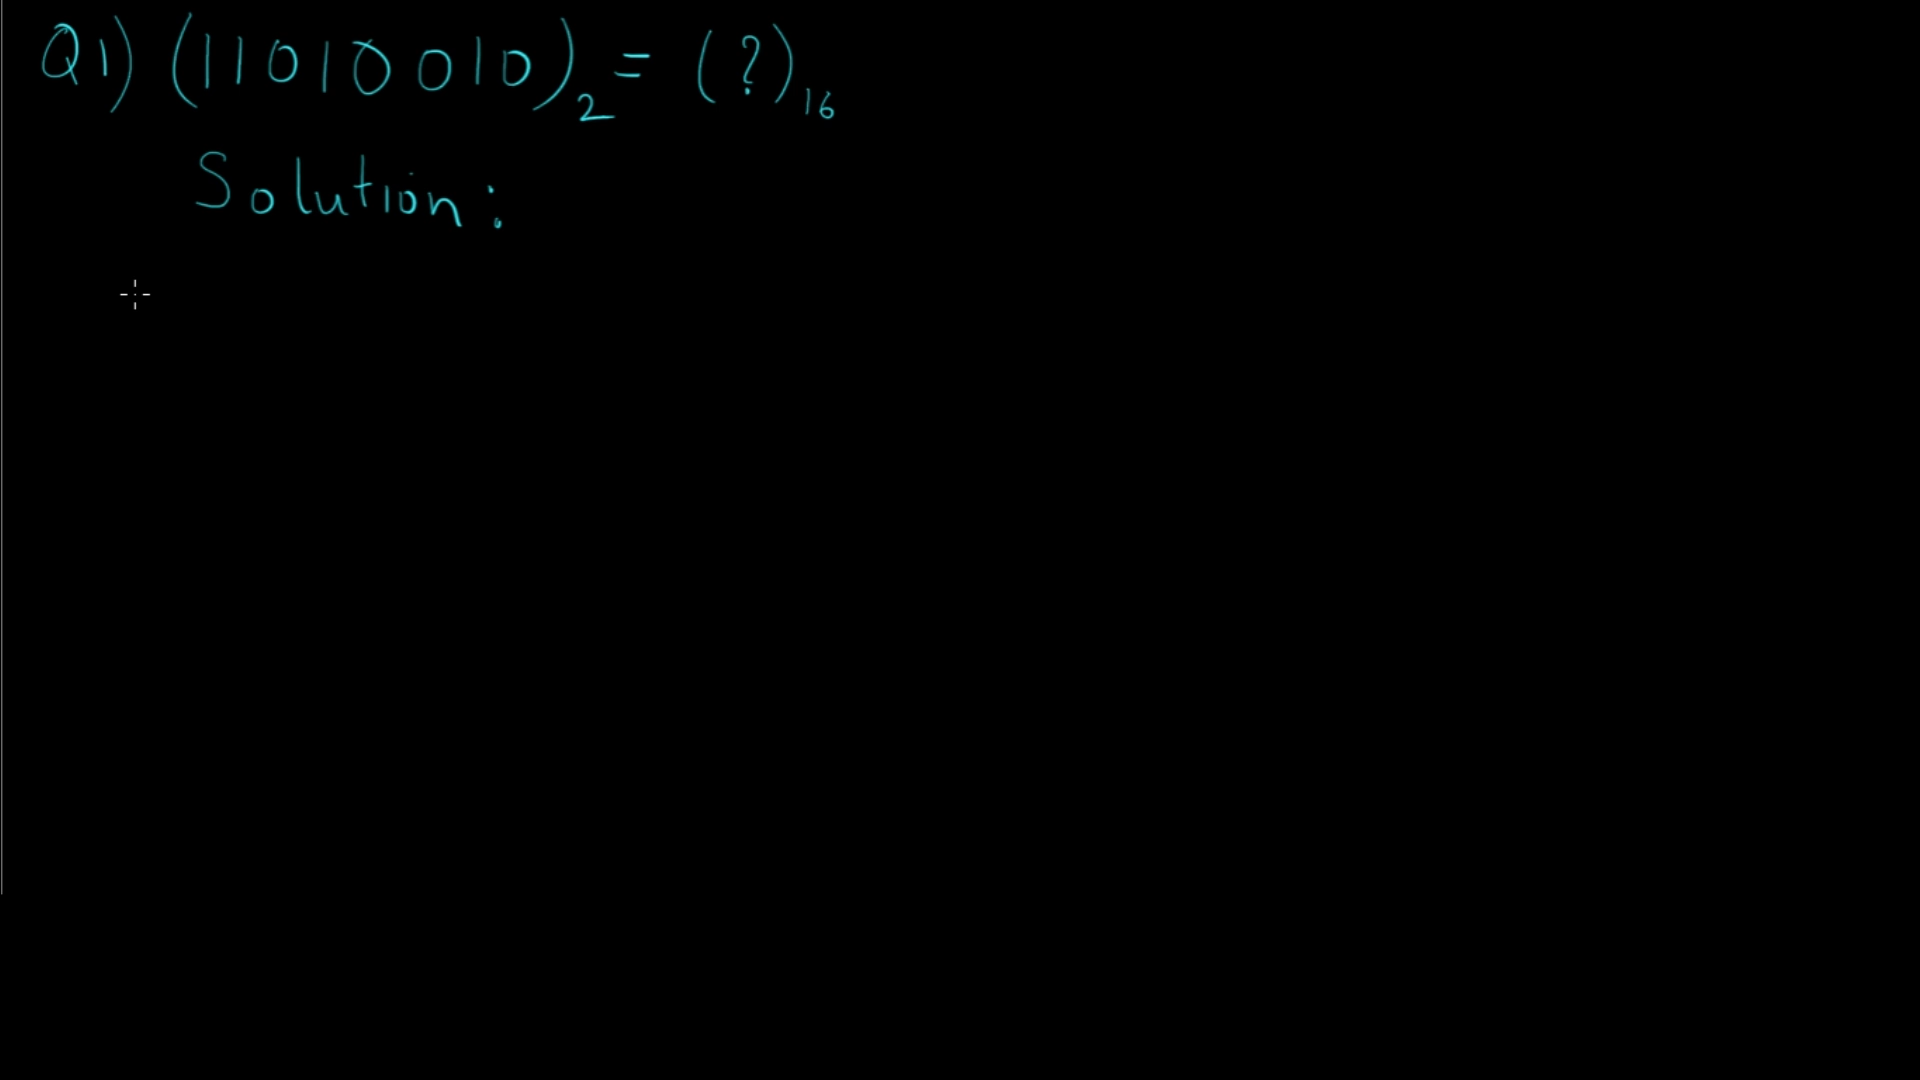 Q1) (11010010)₂ = (?)₁₆
Solution: